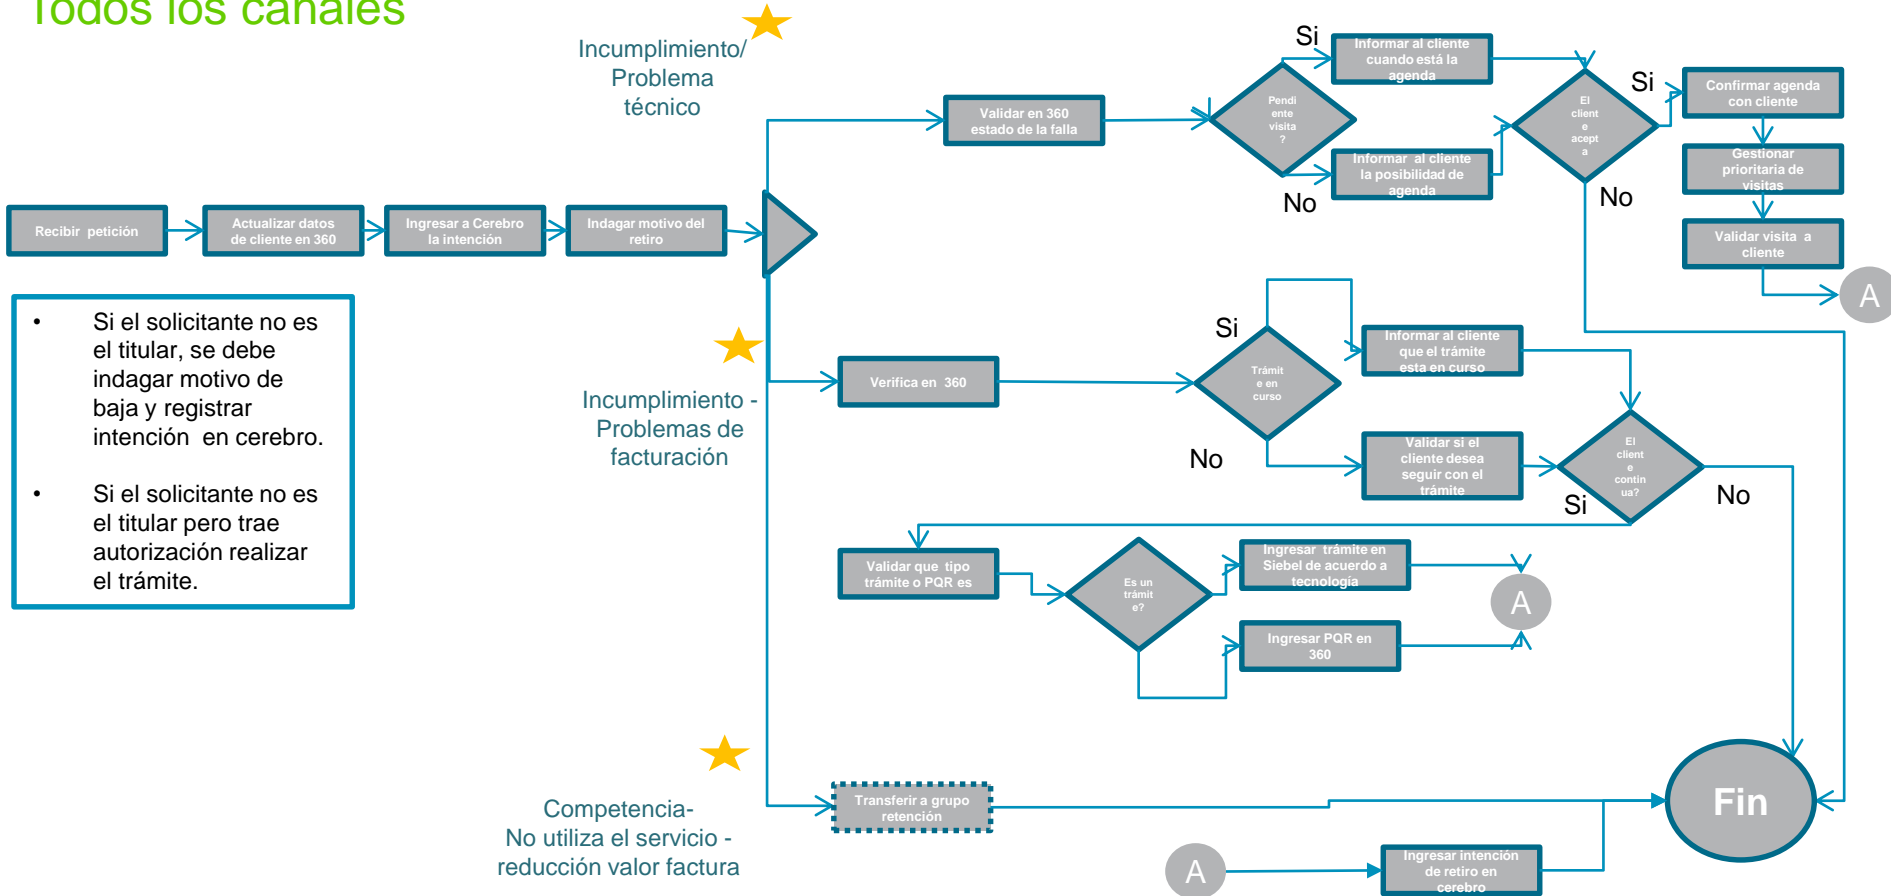 Todos los canales
Incumplimiento/
Problema
técnico
Recibir petición
Actualizar datos
de cliente en 360
Ingresar a Cerebro
la intención
Indagar motivo del
retiro
Validar en 360
estado de la falla
Pendi
ente
visita
?
Si
Informar al cliente
cuando está la
agenda
No
Informar al cliente
la posibilidad de
agenda
El
client
e
acept
a
Si
No
Confirmar agenda
con cliente
Gestionar
prioritaria de
visitas
Validar visita a
cliente
A
• Si el solicitante no es
el titular, se debe
indagar motivo de
baja y registrar
intención en cerebro.
• Si el solicitante no es
el titular pero trae
autorización realizar
el trámite.
Incumplimiento -
Problemas de
facturación
Verifica en 360
Trámit
e en
curso
Si
Informar al cliente
que el trámite
esta en curso
No
Validar si el
cliente desea
seguir con el
trámite
El
client
e
contin
ua?
Si
No
Validar que tipo
trámite o PQR es
Es un
trámit
e?
Ingresar trámite en
Siebel de acuerdo a
tecnología
Ingresar PQR en
360
A
Competencia-
No utiliza el servicio -
reducción valor factura
Transferir a grupo
retención
Fin
A
Ingresar intención
de retiro en
cerebro